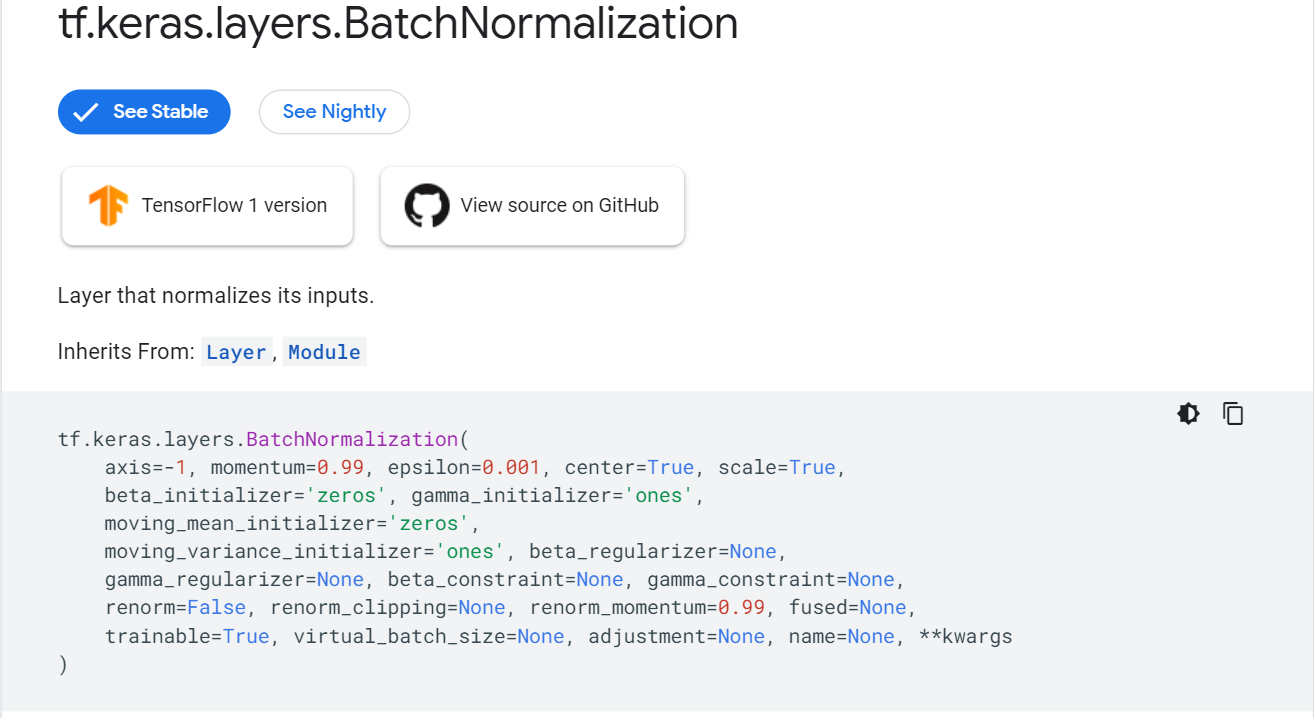 tf.keras.layers.BatchNormalization
See Stable
See Nightly
TensorFlow 1 version
View source on GitHub
Layer that normalizes its inputs.
Inherits From: Layer, Module
tf.keras.layers.BatchNormalization(
    axis=-1, momentum=0.99, epsilon=0.001, center=True, scale=True,
    beta_initializer='zeros', gamma_initializer='ones',
    moving_mean_initializer='zeros',
    moving_variance_initializer='ones', beta_regularizer=None,
    gamma_regularizer=None, beta_constraint=None, gamma_constraint=None,
    renorm=False, renorm_clipping=None, renorm_momentum=0.99, fused=None,
    trainable=True, virtual_batch_size=None, adjustment=None, name=None, **kwargs
)